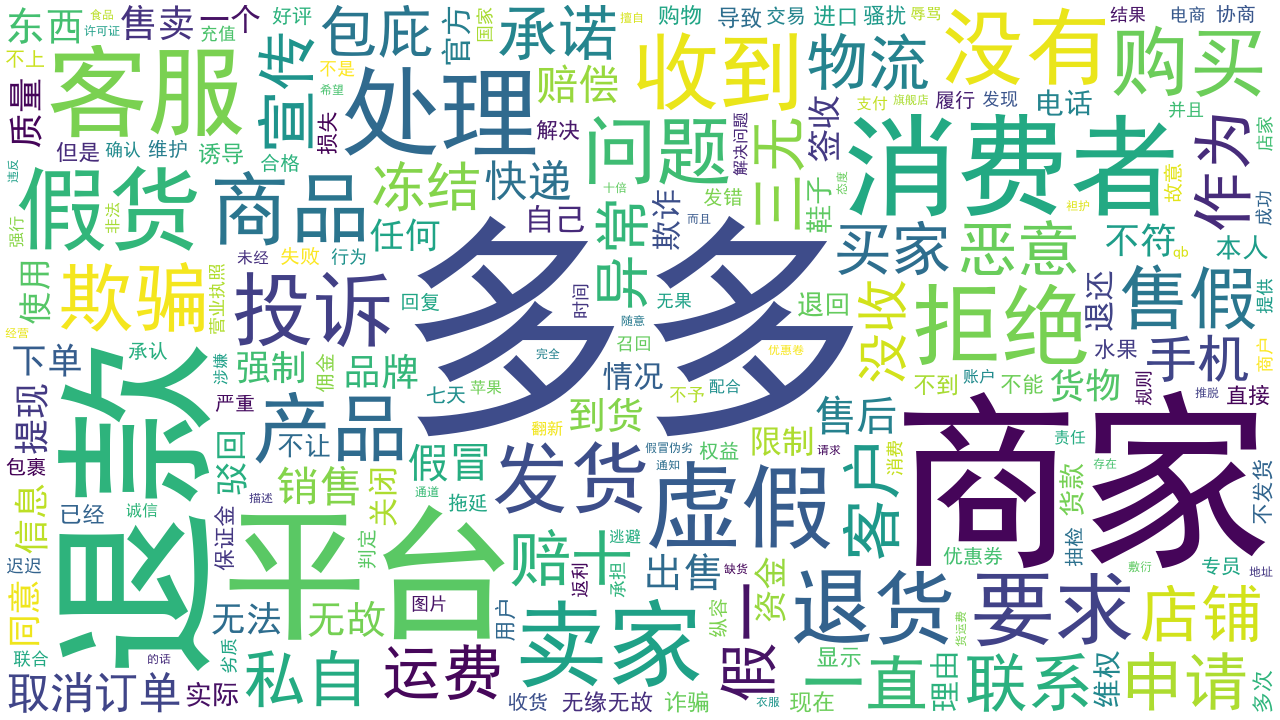 东西
许可证
食品
售卖
一个
充值
好评
包庇
官方
国家
承诺
擅自
购物
导致
交易
进口
骚扰
辱骂
结果
电商
协商
不上
客服
宣传
不是
希望
处理
赔偿
收到
物流
没有
购买
质量
损失
解决
问题
解决问题
三无
签收
支付
旗舰店
履行
发现
电话
并且
店家
但是
确认
维护
诱导
合格
违反
假货
非法
强行
商品
冻结
快递
十倍
发错
态度
鞋子
消费者
袒护
故意
作为
成功
自己
任何
异常
欺诈
而且
买家
恶意
不符
本人
qb
未经
失败
行为
使用
欺骗
营业执照
投诉
回复
多多
时间
无果
随意
退回
没收
拒绝
退还
售假
提供
经营
下单
承认
涉嫌
强制
佣金
品牌
完全
召回
优惠卷
水果
手机
商户
七天
苹果
情况
不予
配合
不到
账户
不能
货物
规则
推脱
直接
提现
退款
严重
产品
不让
翻新
到货
售后
商家
包裹
驳回
销售
关闭
假冒
发货
假冒伪劣
通知
权益
限制
请求
客户
消费
责任
存在
货款
不发货
信息
已经
诚信
描述
保证金
通道
拖延
虚假
平台
判定
赔十
逃避
承担
返利
出售
缺货
资金
优惠券
抽检
敷衍
专员
地址
迟迟
同意
无法
无故
图片
用户
卖家
纵容
假一
退货
货运费
要求
店铺
联合
的话
劣质
取消订单
实际
私自
运费
收货
无缘无故
诈骗
衣服
现在
显示
一直
理由
联系
维权
申请
多次